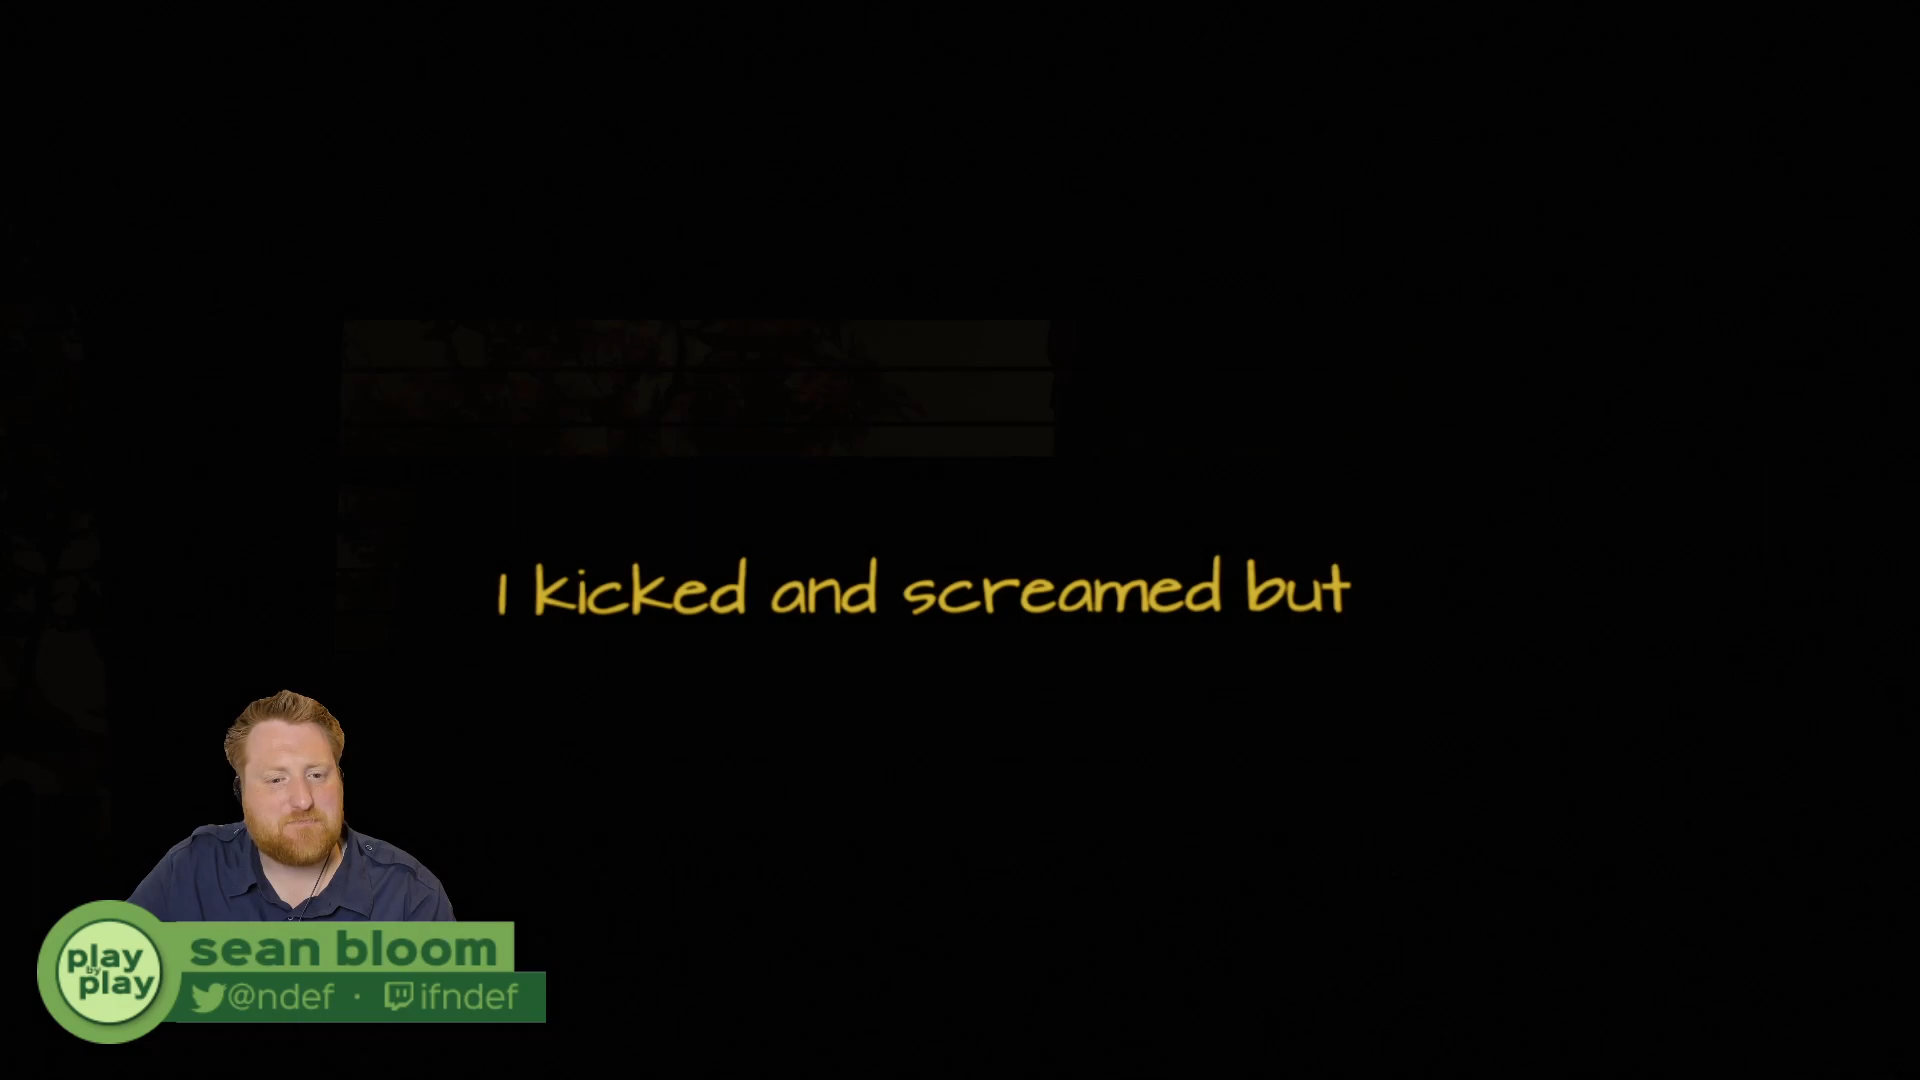 I kicked and screamed but
play
by
play
sean bloom
@ndef · ifndef